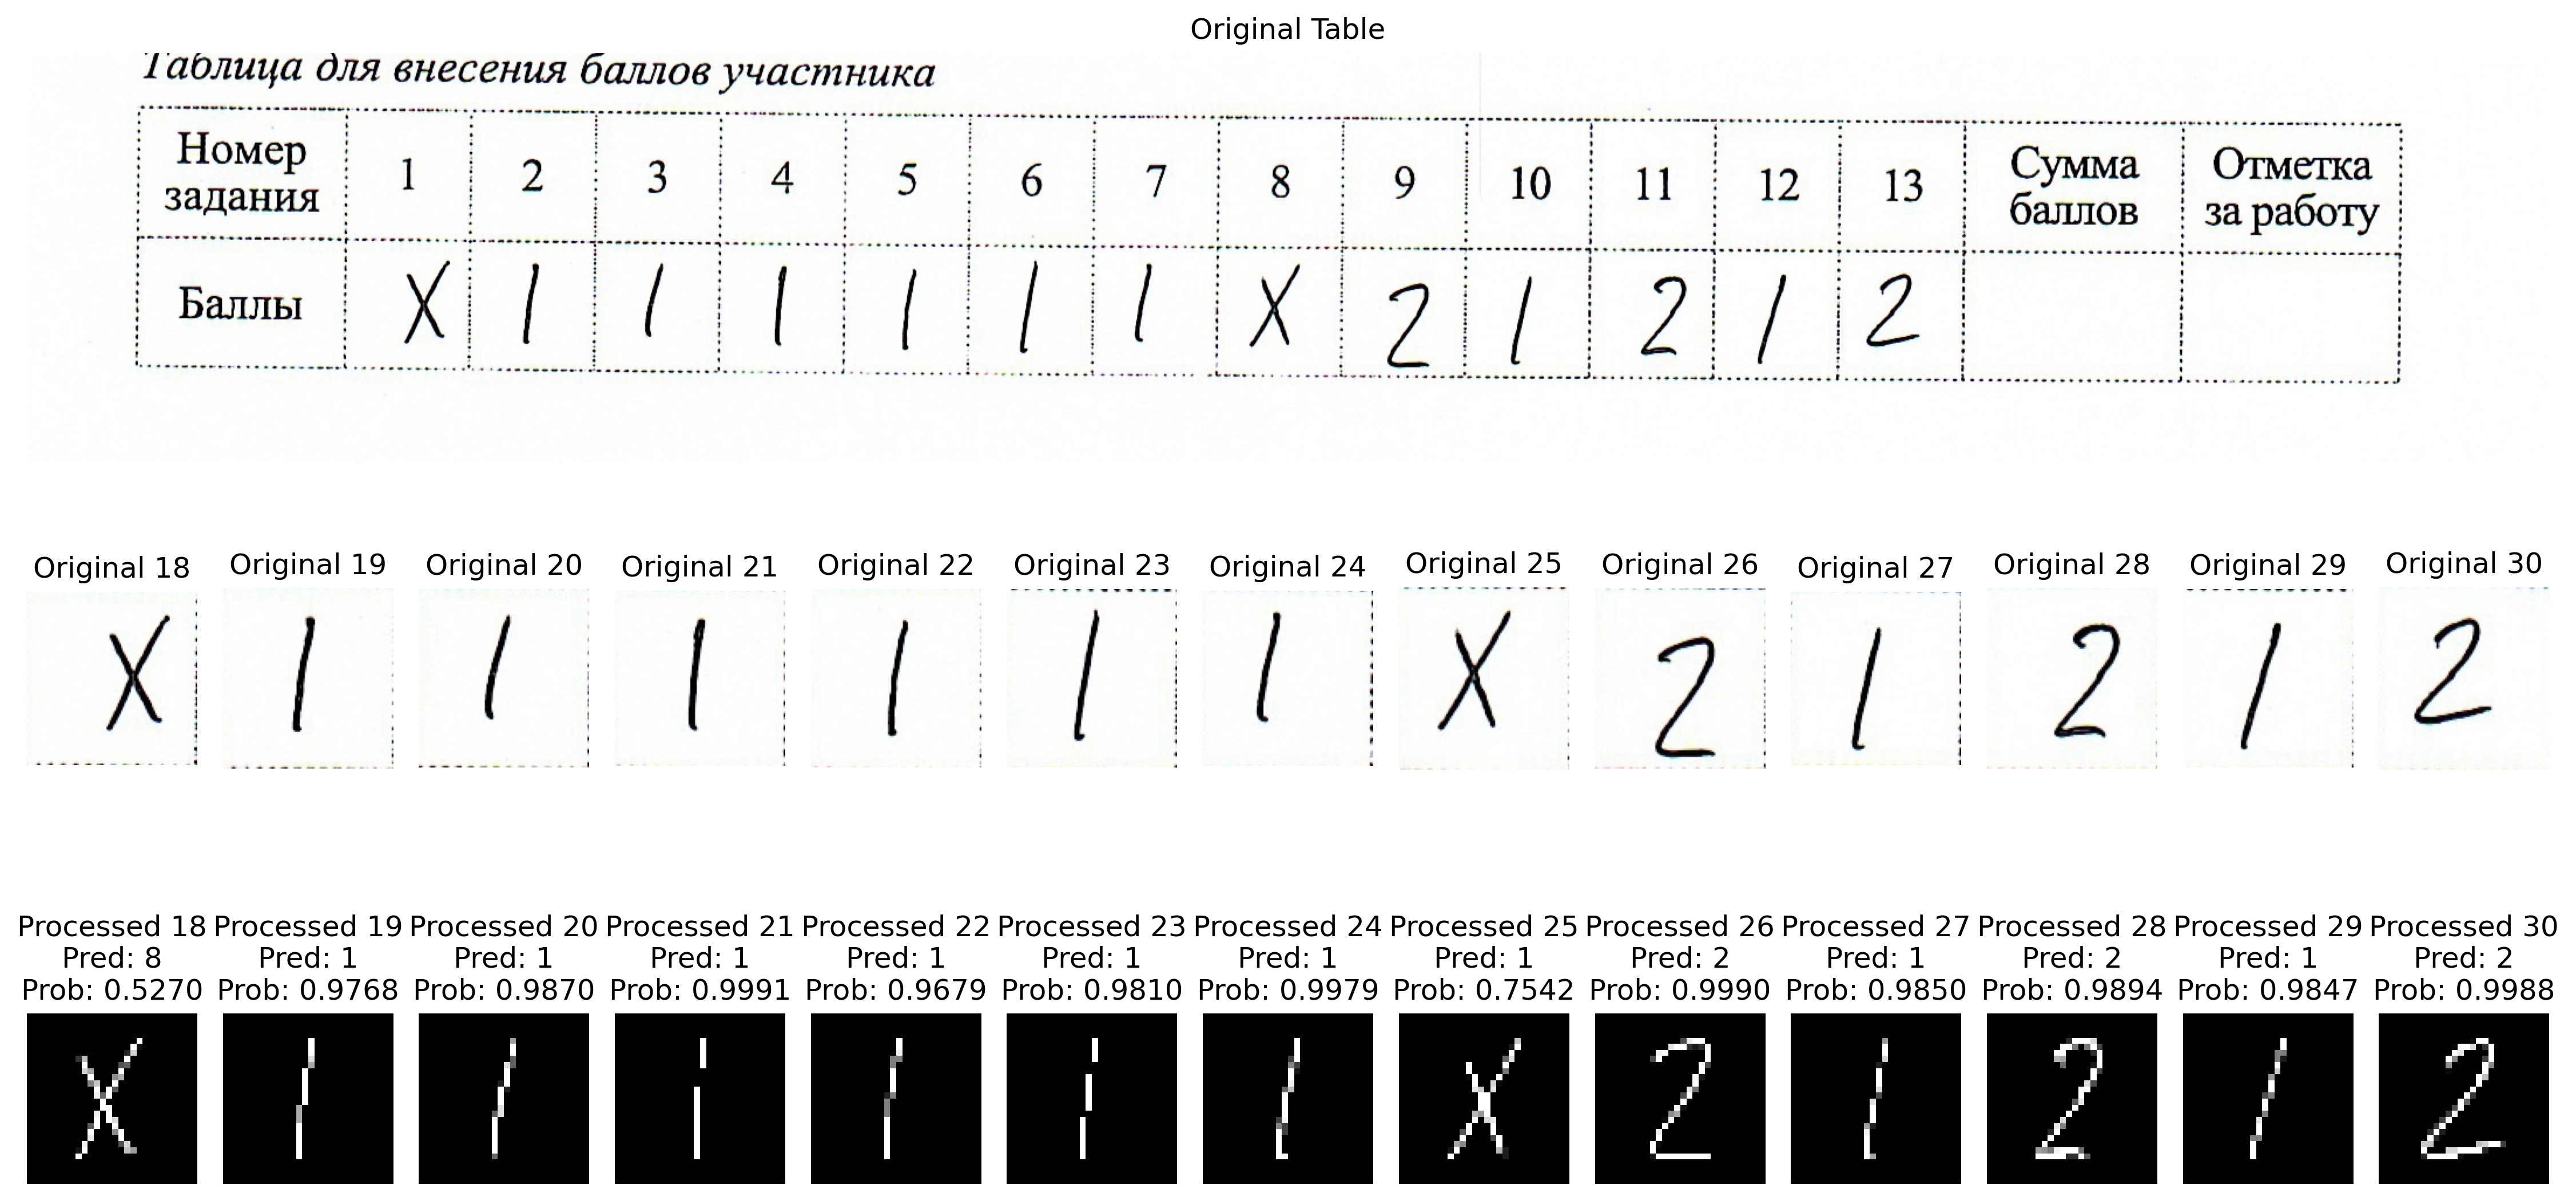 Original Table
Таблица для внесения баллов участника
Номер задания 1 2 3 4 5 6 7 8 9 10 11 12 13 Сумма баллов Отметка за работу
Баллы X 1 1 1 1 1 1 X 2 1 2 1 2
Original 18 Original 19 Original 20 Original 21 Original 22 Original 23 Original 24 Original 25 Original 26 Original 27 Original 28 Original 29 Original 30
X 1 1 1 1 1 1 X 2 1 2 1 2
Processed 18 Processed 19 Processed 20 Processed 21 Processed 22 Processed 23 Processed 24 Processed 25 Processed 26 Processed 27 Processed 28 Processed 29 Processed 30
Pred: 8 Pred: 1 Pred: 1 Pred: 1 Pred: 1 Pred: 1 Pred: 1 Pred: 1 Pred: 2 Pred: 1 Pred: 2 Pred: 1 Pred: 2
Prob: 0.5270 Prob: 0.9768 Prob: 0.9870 Prob: 0.9991 Prob: 0.9679 Prob: 0.9810 Prob: 0.9979 Prob: 0.7542 Prob: 0.9990 Prob: 0.9850 Prob: 0.9894 Prob: 0.9847 Prob: 0.9988
X 1 1 1 1 1 1 X 2 1 2 1 2